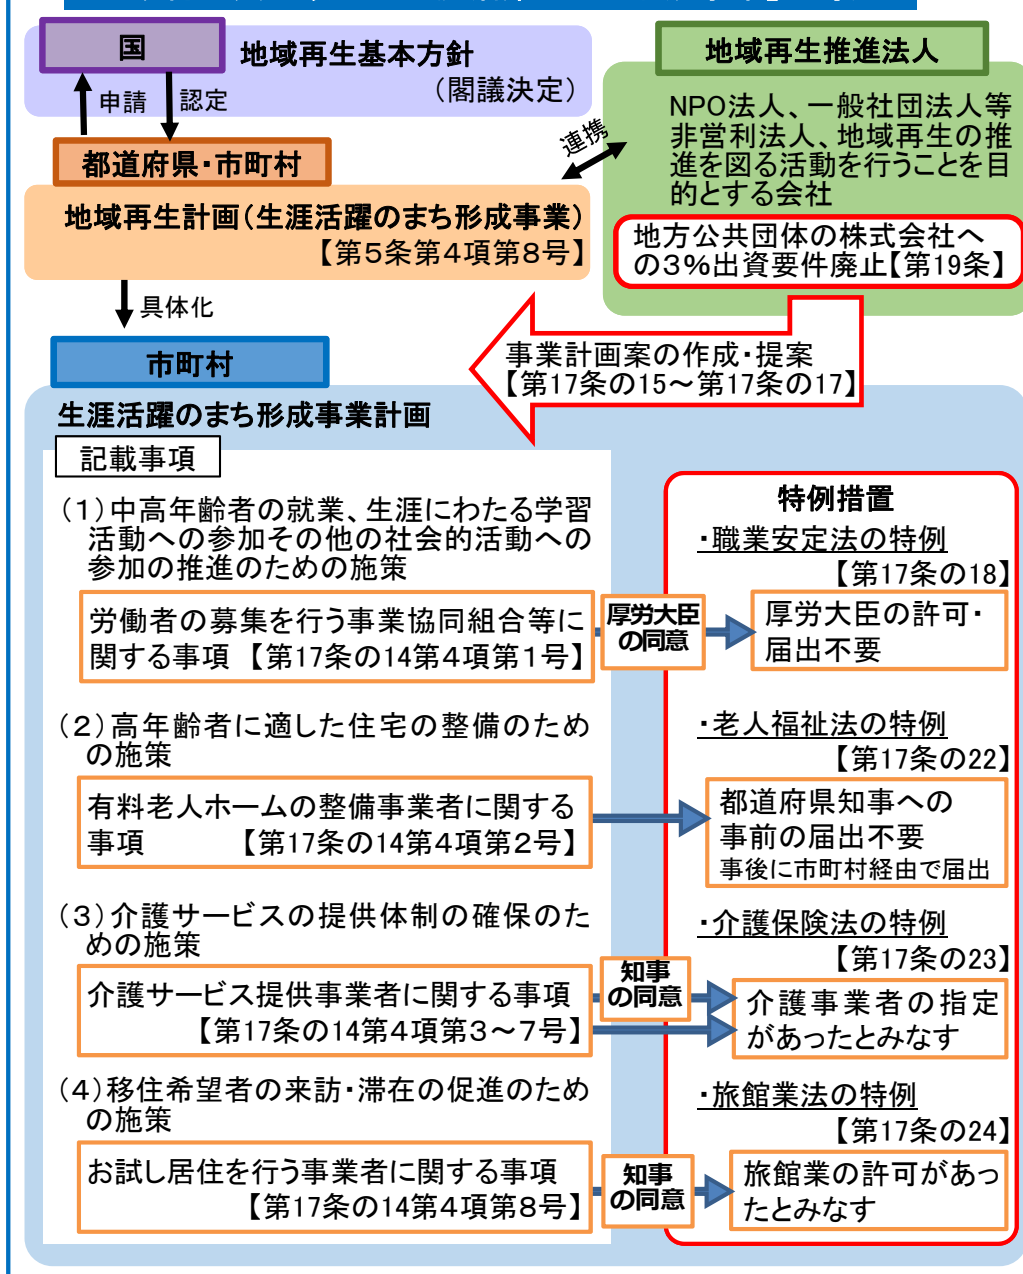 国
地域再生基本方針
（閣議決定）
申請
認定
都道府県・市町村
地域再生計画（生涯活躍のまち形成事業）
【第５条第４項第８号】
連携
地域再生推進法人
NPO法人、一般社団法人等
非営利法人、地域再生の推
進を図る活動を行うことを目
的とする会社
地方公共団体の株式会社へ
の３％出資要件廃止【第19条】
具体化
事業計画案の作成・提案
【第17条の15～第17条の17】
市町村
生涯活躍のまち形成事業計画
記載事項
（１）中高年齢者の就業、生涯にわたる学習
活動への参加その他の社会的活動への
参加の推進のための施策
労働者の募集を行う事業協同組合等に
関する事項 【第17条の14第４項第１号】
厚労大臣
の同意
特例措置
・職業安定法の特例
【第17条の18】
厚労大臣の許可・
届出不要
（２）高年齢者に適した住宅の整備のため
の施策
有料老人ホームの整備事業者に関する
事項 【第17条の14第４項第２号】
・老人福祉法の特例
【第17条の22】
都道府県知事への
事前の届出不要
事後に市町村経由で届出
（３）介護サービスの提供体制の確保のた
めの施策
介護サービス提供事業者に関する事項
【第17条の14第４項第３～７号】
知事
の同意
・介護保険法の特例
【第17条の23】
介護事業者の指定
があったとみなす
（４）移住希望者の来訪・滞在の促進のため
の施策
お試し居住を行う事業者に関する事項
【第17条の14第４項第８号】
知事
の同意
・旅館業法の特例
【第17条の24】
旅館業の許可があっ
たとみなす